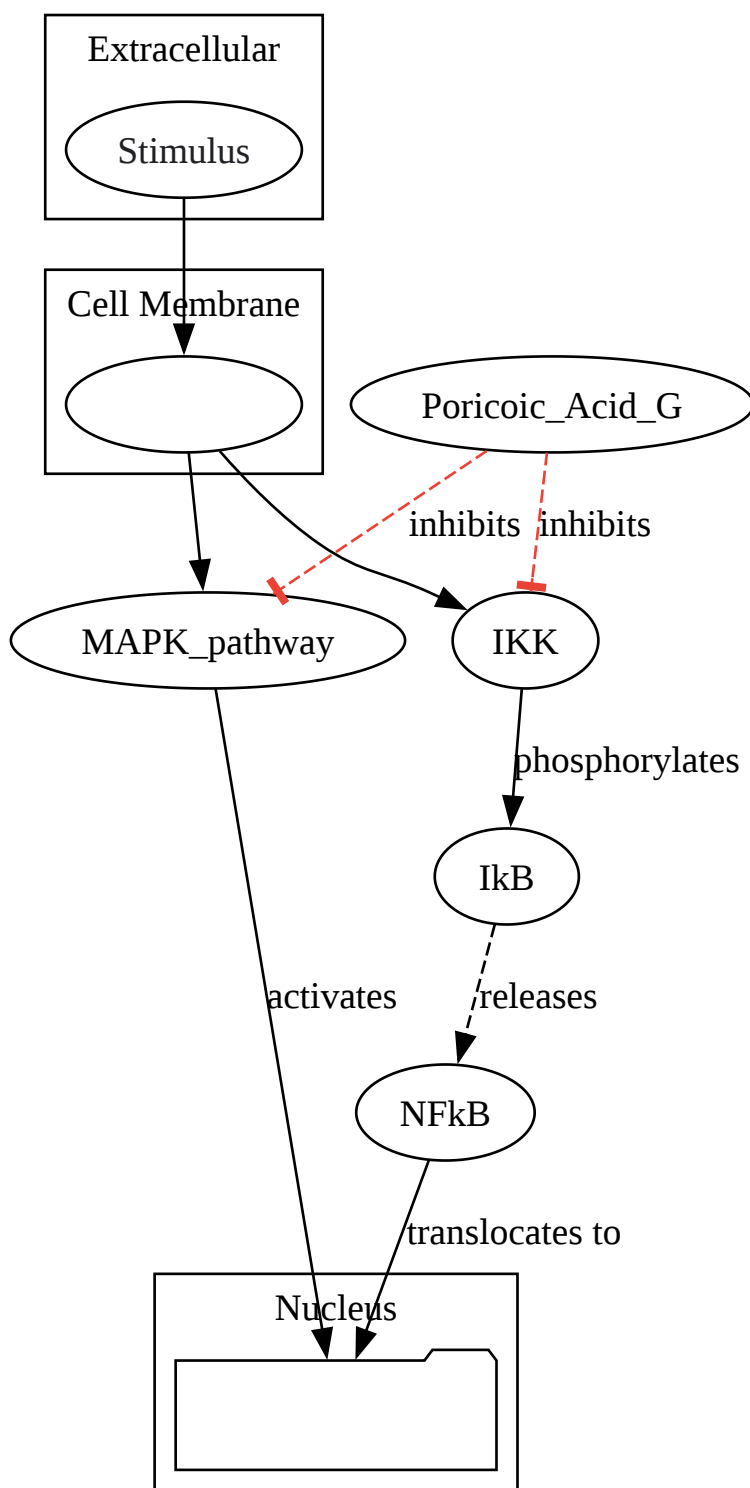 Extracellular
Stimulus
Cell Membrane
Poricoic_Acid_G
inhibits
inhibits
MAPK_pathway
IKK
phosphorylates
IkB
activates
releases
NFkB
translocates to
Nucleus